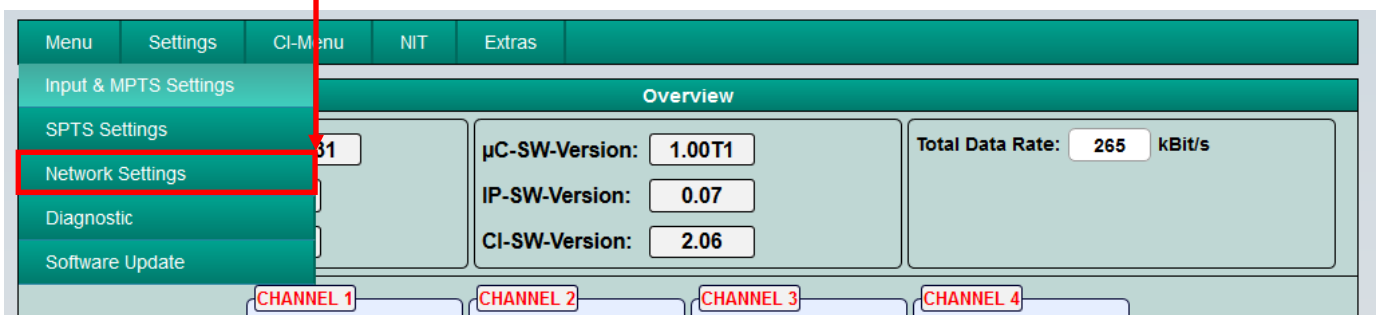 Menu Settings CI-Menu NIT Extras
Input & MPTS Settings
Overview
SPTS Settings
µC-SW-Version: 1.00T1
Total Data Rate: 265 kBit/s
Network Settings
IP-SW-Version: 0.07
Diagnostic
CI-SW-Version: 2.06
Software Update
CHANNEL 1 CHANNEL 2 CHANNEL 3 CHANNEL 4